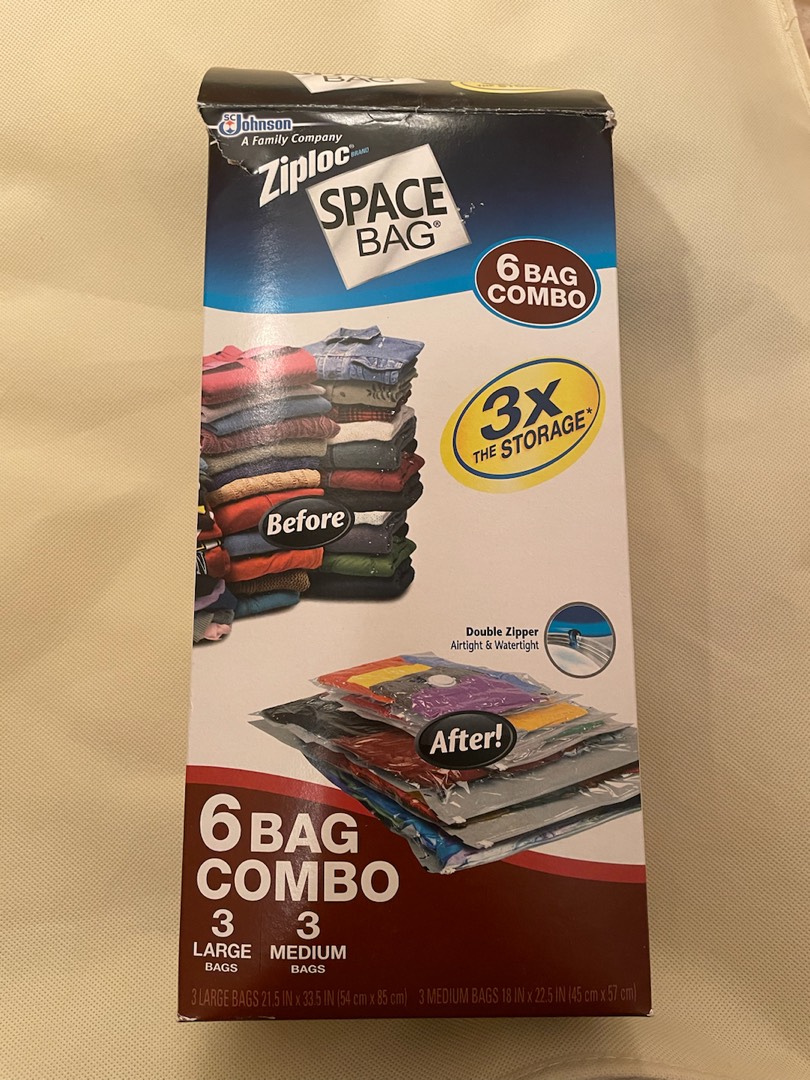 BAG
SC Johnson
A Family Company
Ziploc® BRAND
SPACE
BAG®
6 BAG
COMBO
3x
THE STORAGE*
Before
Double Zipper
Airtight & Watertight
After!
6 BAG
COMBO
3 3
LARGE MEDIUM
BAGS BAGS
3 LARGE BAGS 21.5 IN x 33.5 IN (54 cm x 85 cm) 3 MEDIUM BAGS 18 IN x 22.5 IN (45 cm x 57 cm)